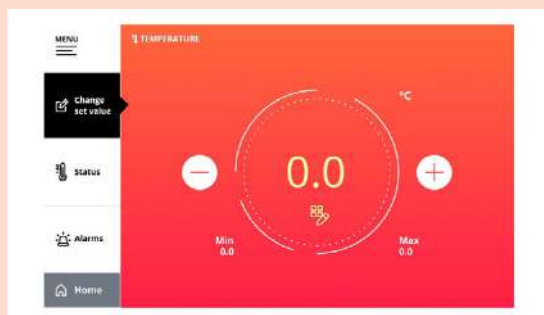 MENU
TEMPERATURE
°C
Change
set value
Status
0.0
Alarms
Min
0.0
Max
0.0
Home